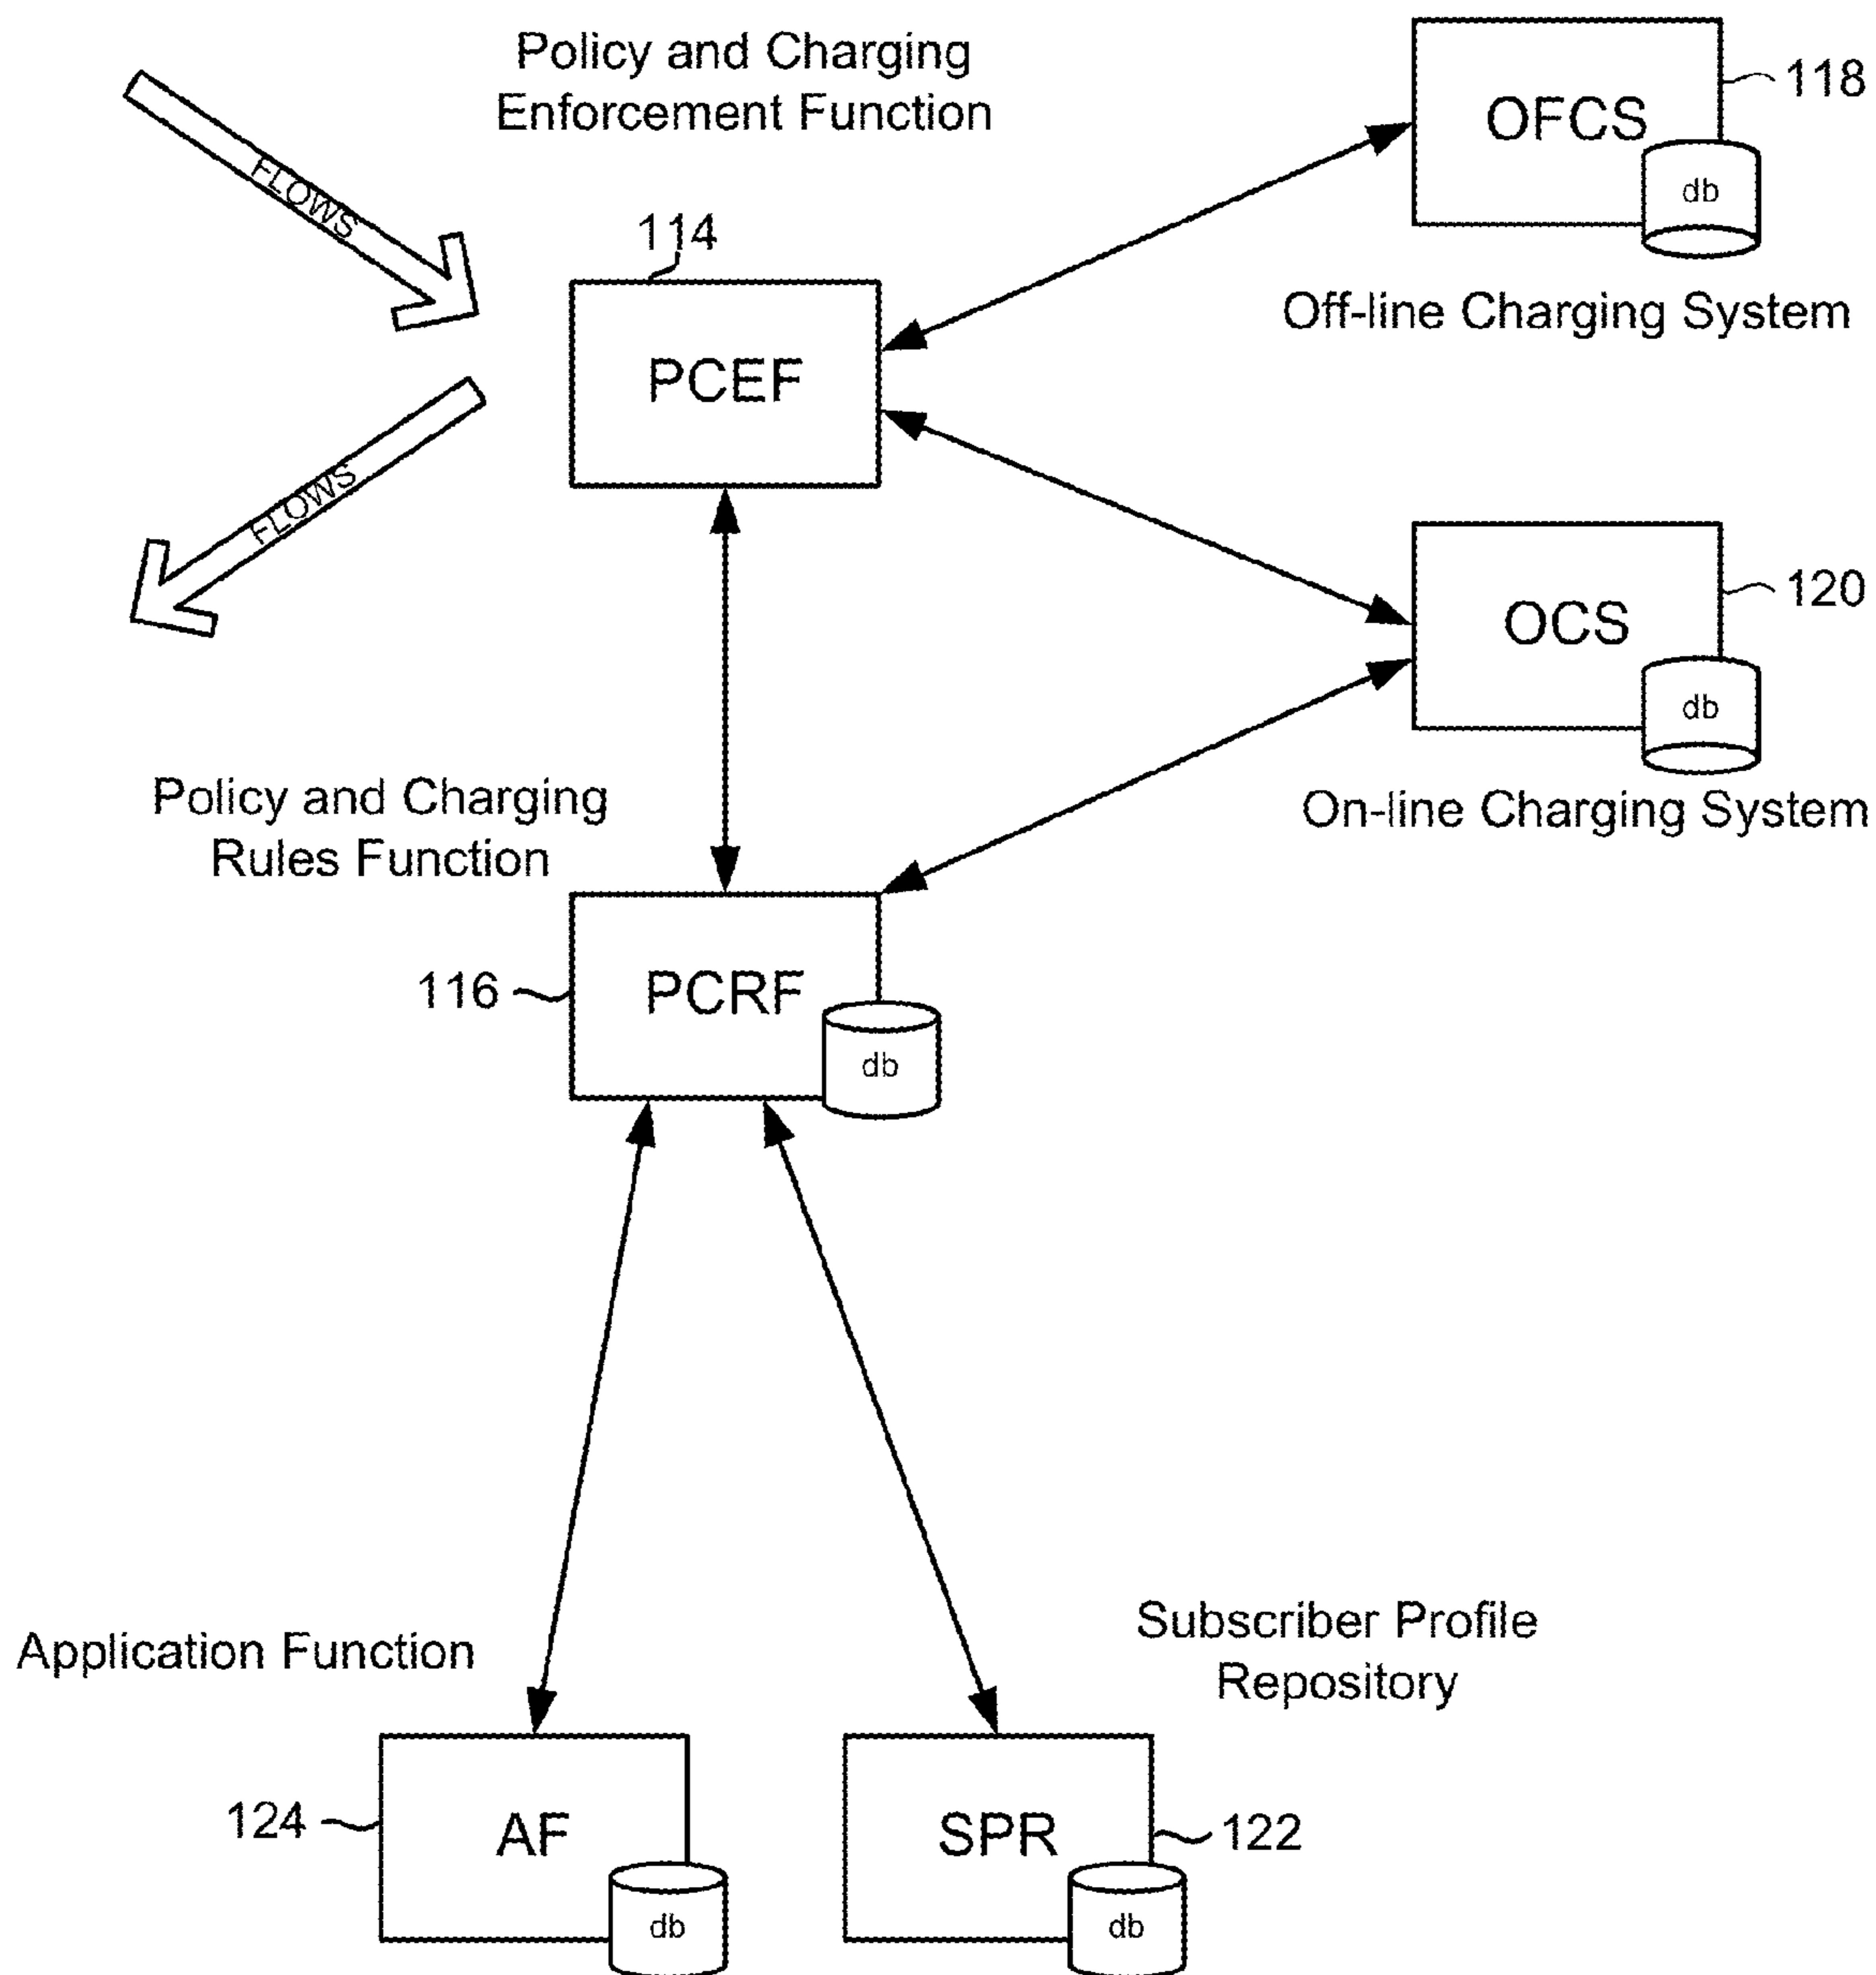 Policy and Charging
Enforcement Function
118
OFCS
db
Off-line Charging System
FLOWS
114
PCEF
FLOWS
120
OCS
db
On-line Charging System
Policy and Charging
Rules Function
116
PCRF
db
Application Function
Subscriber Profile
Repository
124
AF
db
SPR
122
db